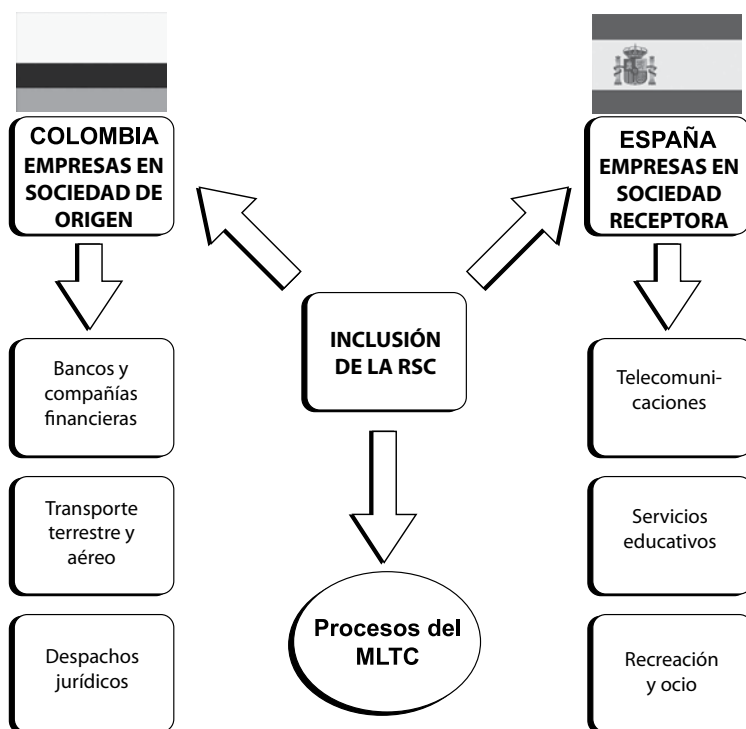 COLOMBIA
EMPRESAS EN
SOCIEDAD DE
ORIGEN
ESPAÑA
EMPRESAS EN
SOCIEDAD
RECEPTORA
INCLUSIÓN
DE LA RSC
Bancos y
compañías
financieras
Transporte
terrestre y
aéreo
Despachos
jurídicos
Procesos del
MLTC
Telecomuni-
caciones
Servicios
educativos
Recreación
y ocio